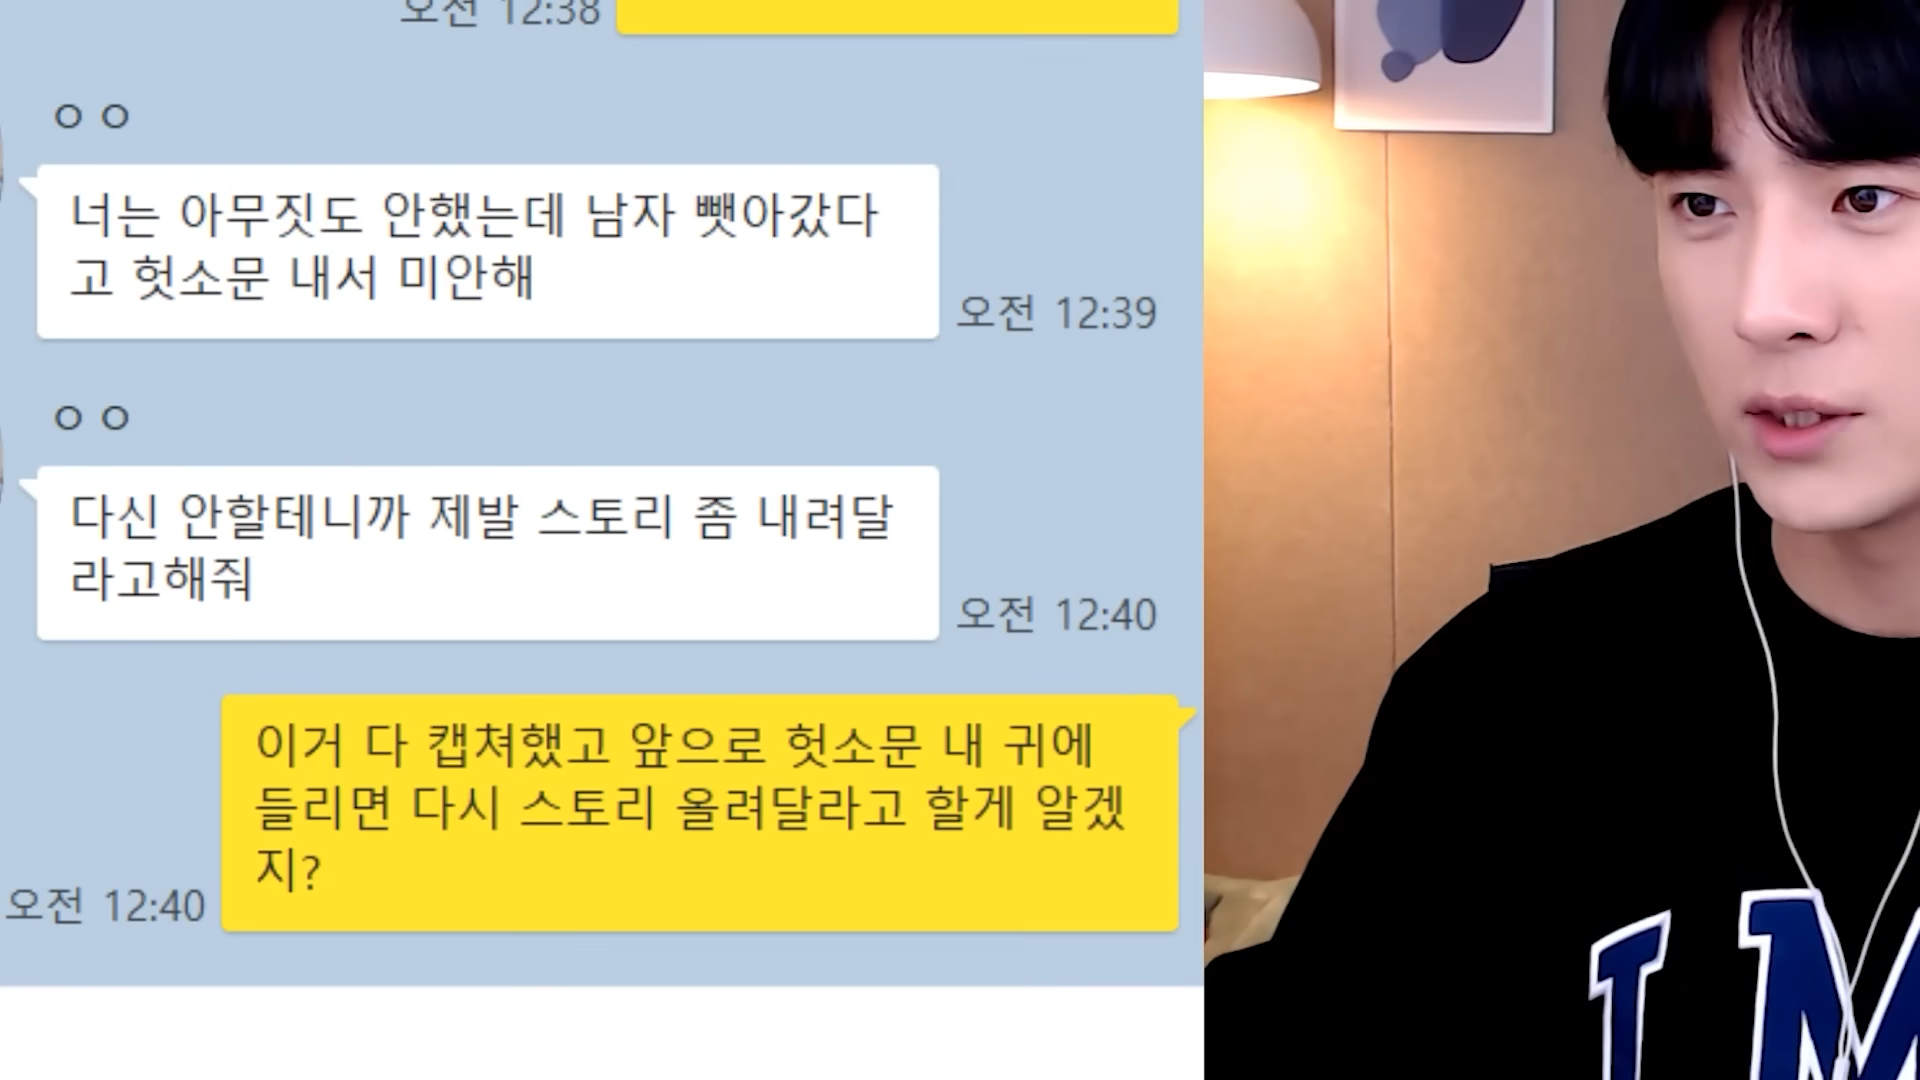 오전 12:38
ㅇㅇ
너는 아무짓도 안했는데 남자 뺏아갔다
고 헛소문 내서 미안해
오전 12:39
ㅇㅇ
다신 안할테니까 제발 스토리 좀 내려달
라고해줘
오전 12:40
이거 다 캡쳐했고 앞으로 헛소문 내 귀에
들리면 다시 스토리 올려달라고 할게 알겠
지?
오전 12:40